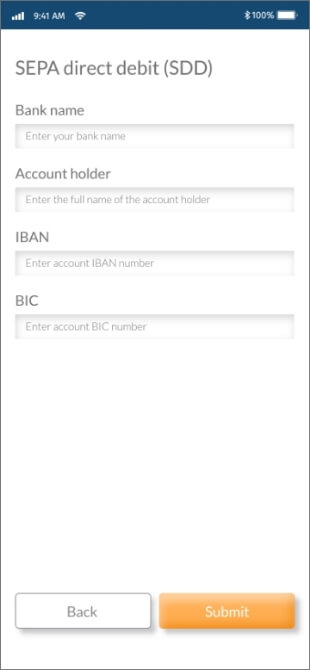 9:41 AM 100%
SEPA direct debit (SDD)
Bank name
Enter your bank name
Account holder
Enter the full name of the account holder
IBAN
Enter account IBAN number
BIC
Enter account BIC number
Back Submit